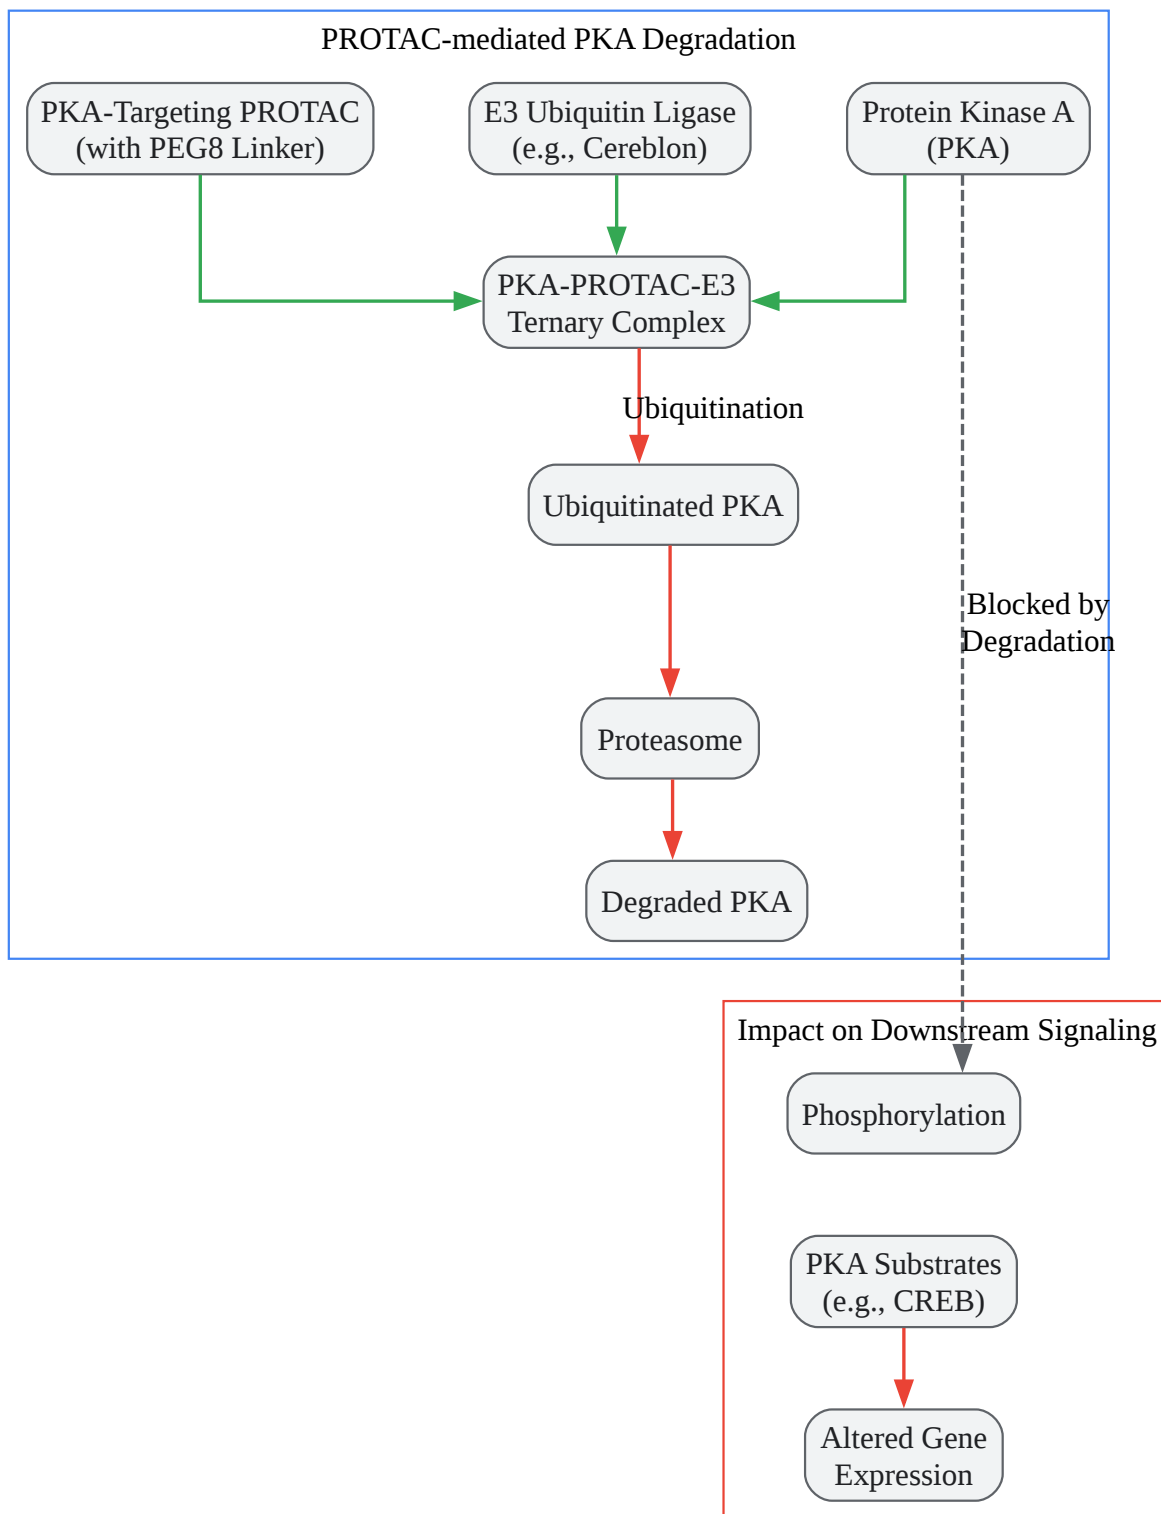 PROTAC-mediated PKA Degradation
PKA-Targeting PROTAC
(with PEG8 Linker)
E3 Ubiquitin Ligase
(e.g., Cereblon)
Protein Kinase A
(PKA)
PKA-PROTAC-E3
Ternary Complex
Ubiquitination
Ubiquitinated PKA
Blocked by
Degradation
Proteasome
Degraded PKA
Impact on Downstream Signaling
Phosphorylation
PKA Substrates
(e.g., CREB)
Altered Gene
Expression